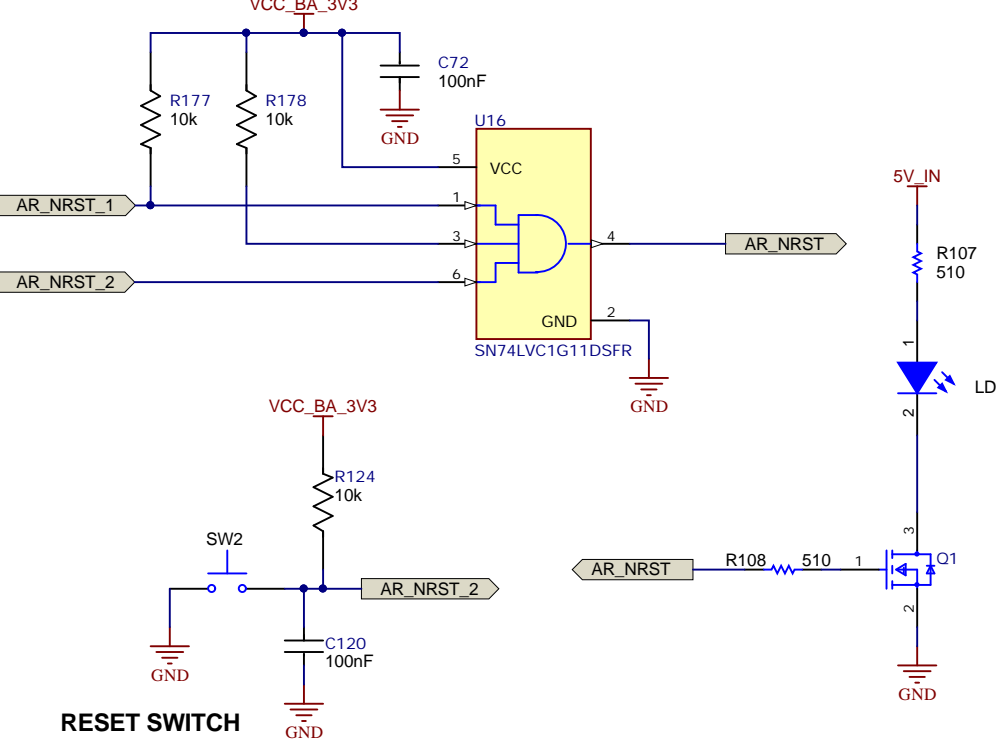 VCC_BA_3V3
C72
100nF
R177
10k
R178
10k
GND
U16
5
VCC
AR_NRST_1
1
3
4
AR_NRST
AR_NRST_2
6
GND
2
SN74LVC1G11DSFR
GND
5V_IN
R107
510
1
LD
2
VCC_BA_3V3
R124
10k
SW2
AR_NRST_2
GND
C120
100nF
GND
RESET SWITCH
AR_NRST
R108
510
1
3
Q1
2
GND